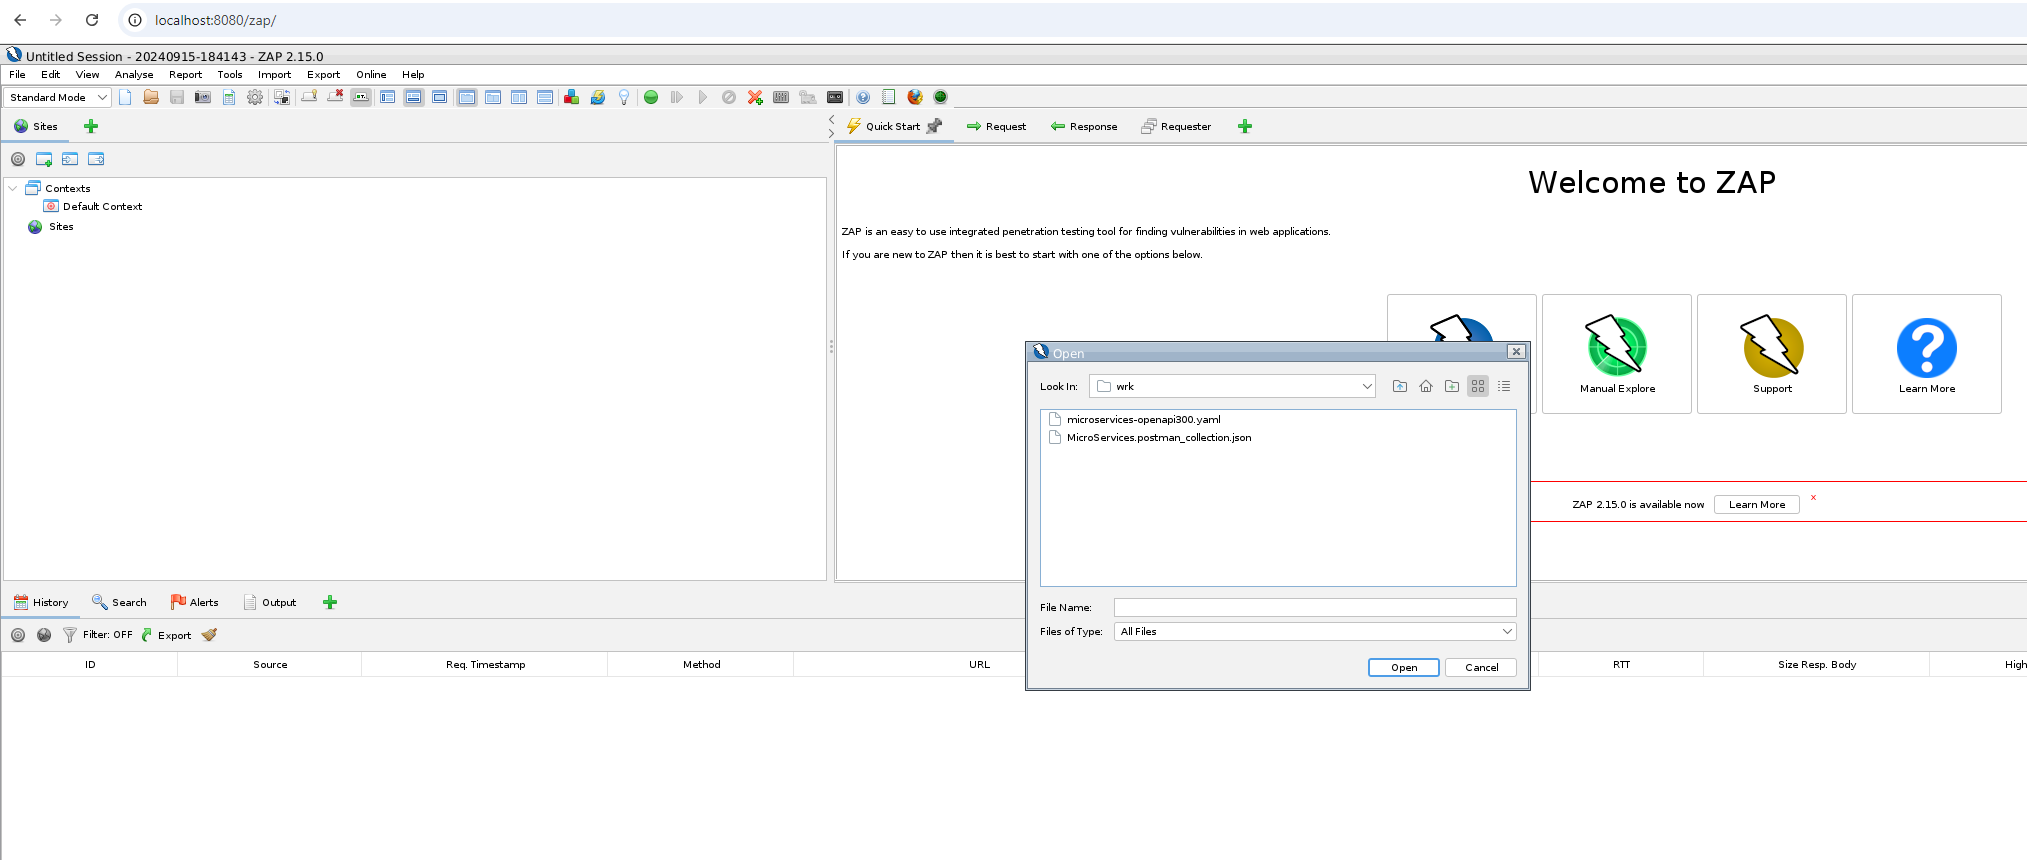 localhost:8080/zap/
Untitled Session - 20240915-184143 - ZAP 2.15.0
File Edit View Analyse Report Tools Import Export Online Help
Standard Mode
Sites
Quick Start Request Response Requester
Contexts
Default Context
Sites
Welcome to ZAP
ZAP is an easy to use integrated penetration testing tool for finding vulnerabilities in web applications.
If you are new to ZAP then it is best to start with one of the options below.
Manual Explore Support Learn More
ZAP 2.15.0 is available now Learn More x
Open
Look In: wrk
microservices-openapi300.yaml
MicroServices.postman_collection.json
File Name:
Files of Type: All Files
Open Cancel
History Search Alerts Output
Filter: OFF Export
ID Source Req. Timestamp Method URL RTT Size Resp. Body High